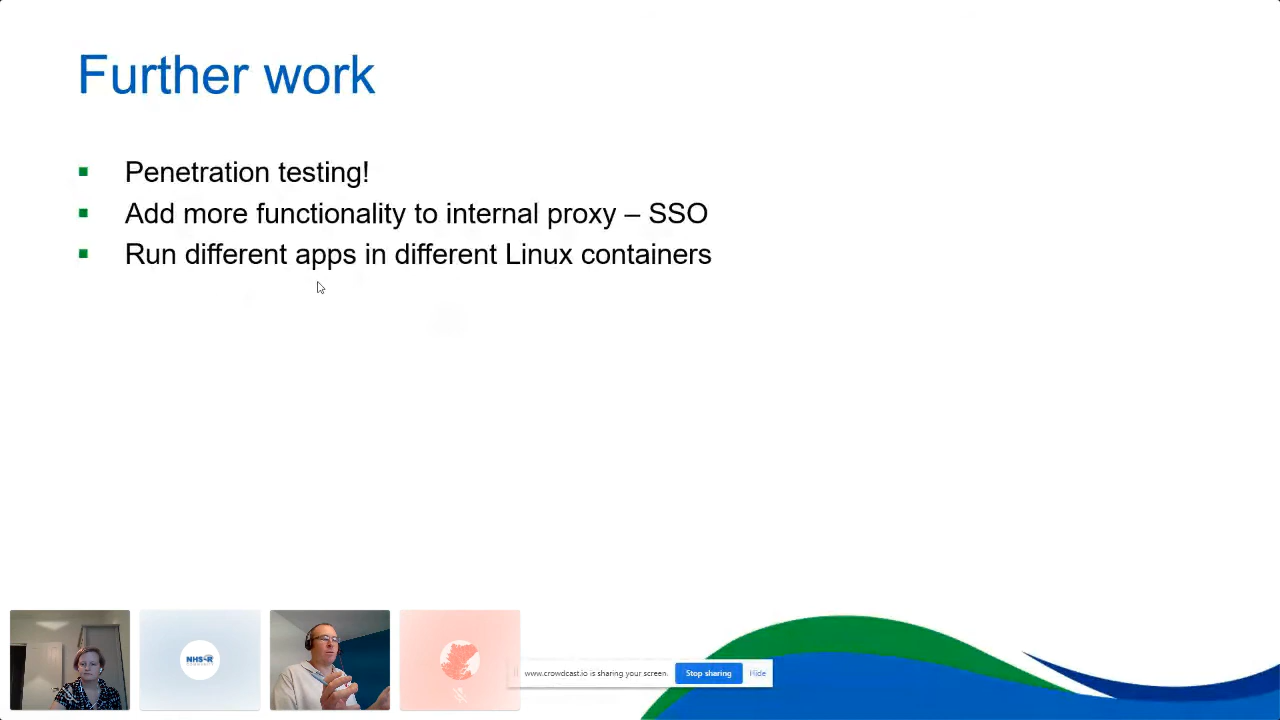 Further work
Penetration testing!
Add more functionality to internal proxy – SSO
Run different apps in different Linux containers
NHS-R
www.crowdcast.io is sharing your screen.
Stop sharing
Hide